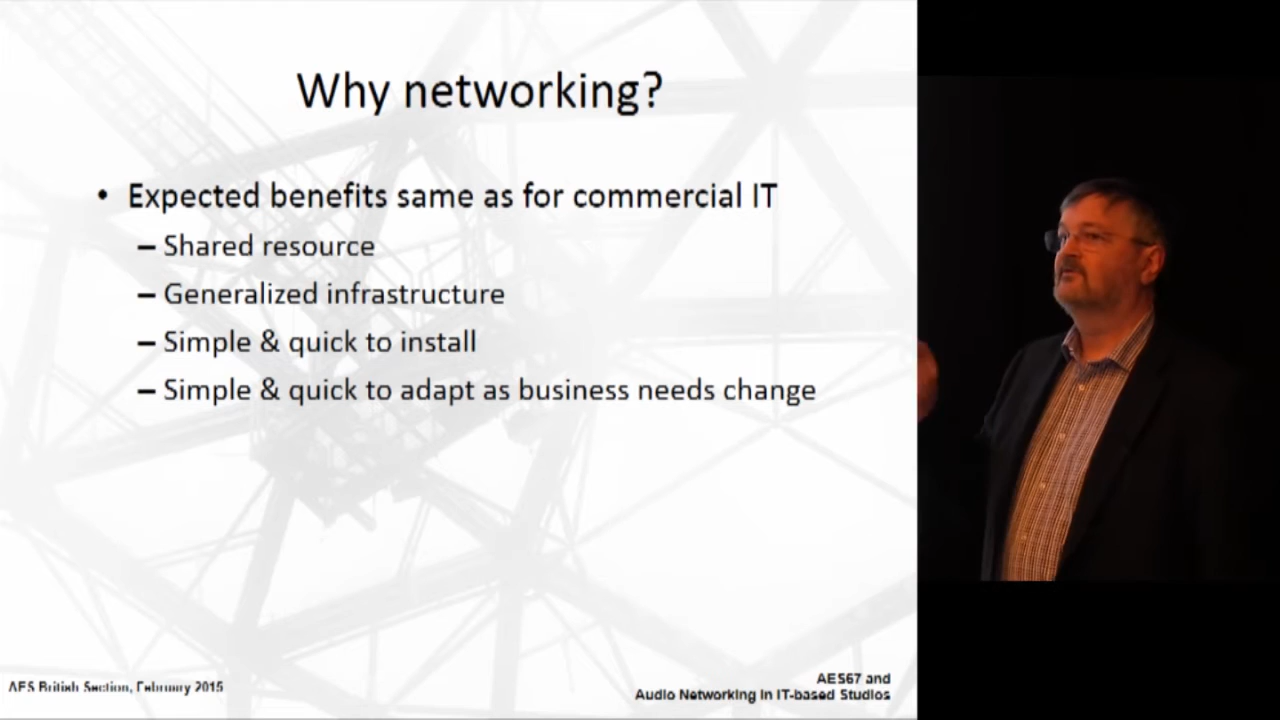 Why networking?
• Expected benefits same as for commercial IT
– Shared resource
– Generalized infrastructure
– Simple & quick to install
– Simple & quick to adapt as business needs change
AES British Section, February 2015
AES67 and
Audio Networking in IT-based Studios